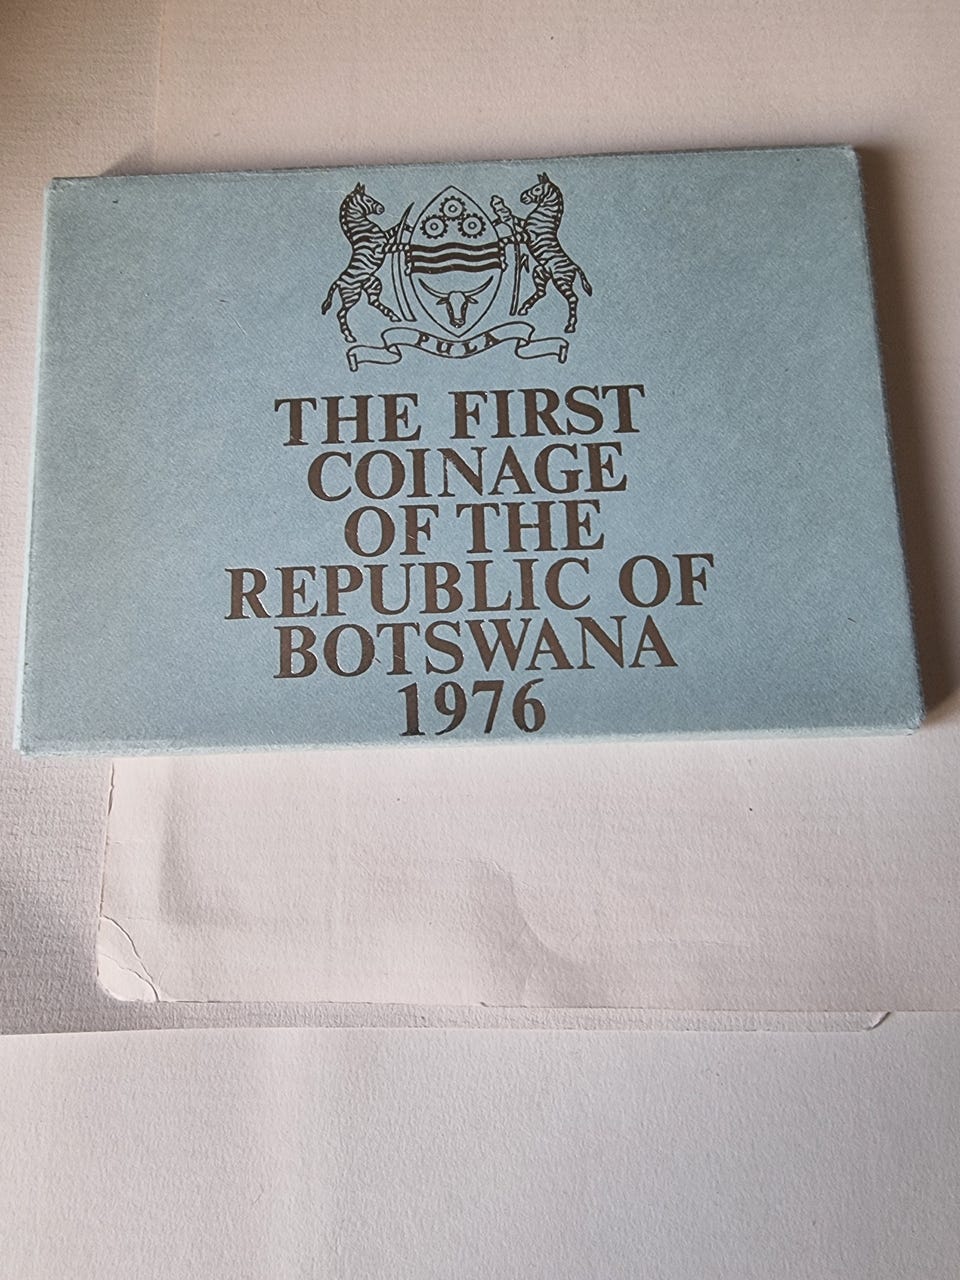 PULA
THE FIRST
COINAGE
OF THE
REPUBLIC OF
BOTSWANA
1976